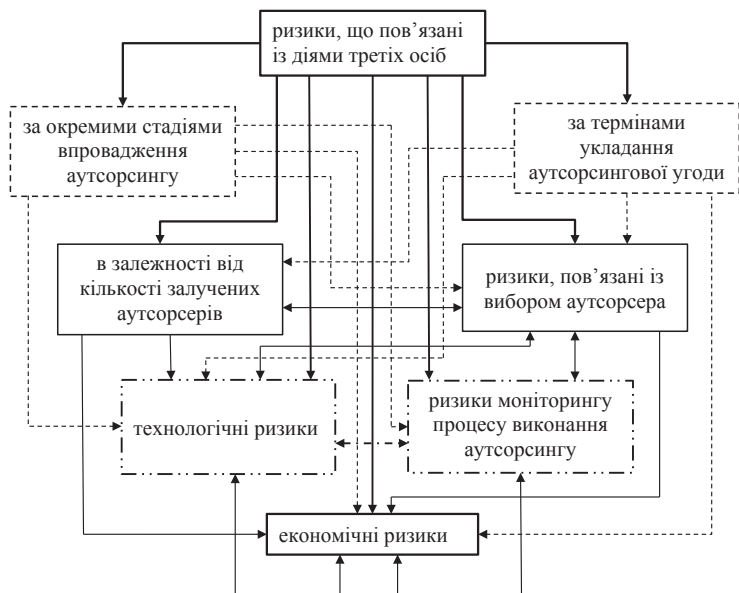 ризики, що пов’язані
із діями третіх осіб
за окремими стадіями
впровадження
аутсорсингу
за термінами
укладання
аутсорсингової угоди
в залежності від
кількості залучених
аутсорсерів
ризики, пов’язані із
вибором аутсорсера
технологічні ризики
ризики моніторингу
процесу виконання
аутсорсингу
економічні ризики